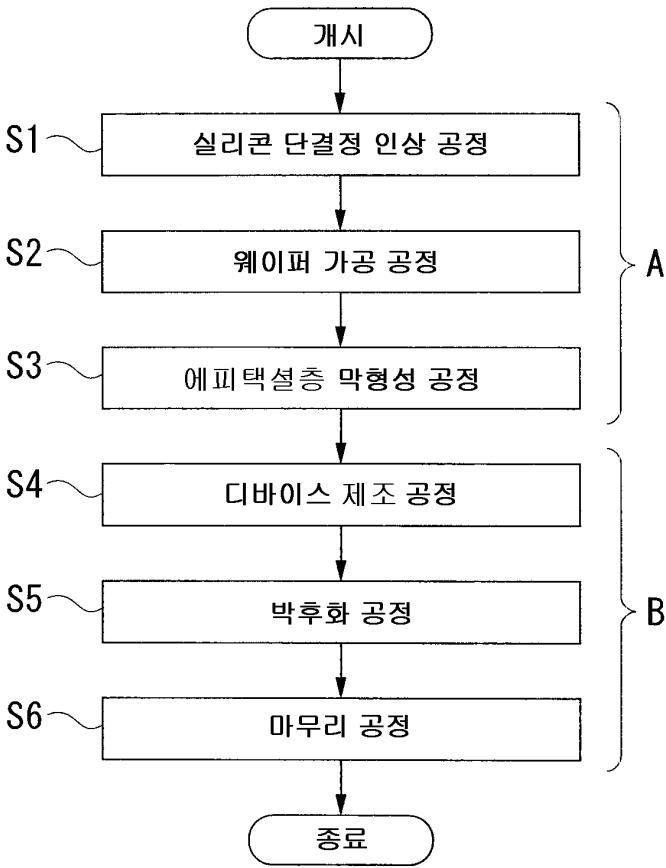 개시
S1 실리콘 단결정 인상 공정
S2 웨이퍼 가공 공정
A
S3 에피택셜층 막형성 공정
S4 디바이스 제조 공정
S5 박후화 공정
B
S6 마무리 공정
종료